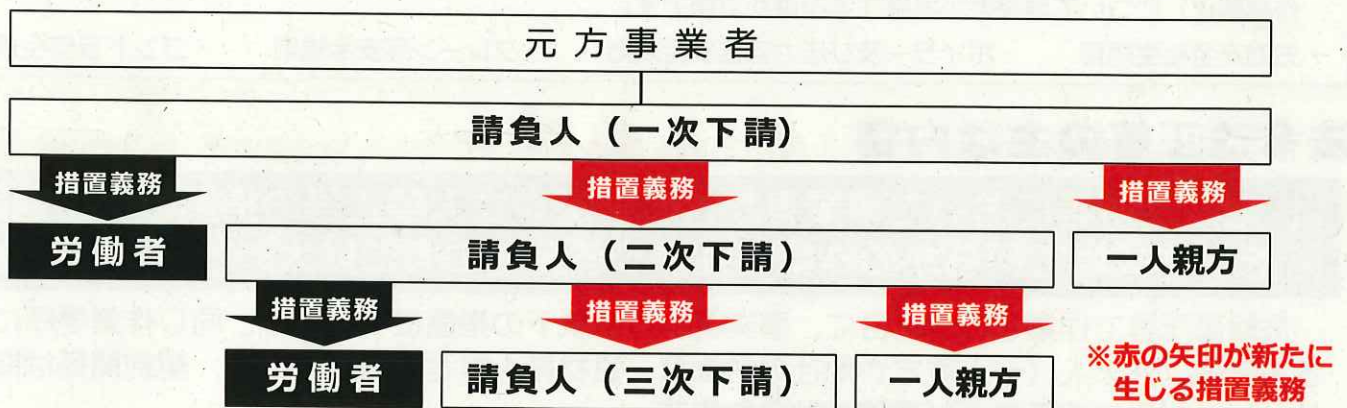 元方事業者
請負人（一次下請）
措置義務 措置義務 措置義務
労働者 請負人（二次下請） 一人親方
措置義務 措置義務 措置義務
労働者 請負人（三次下請） 一人親方
※赤の矢印が新たに
生じる措置義務